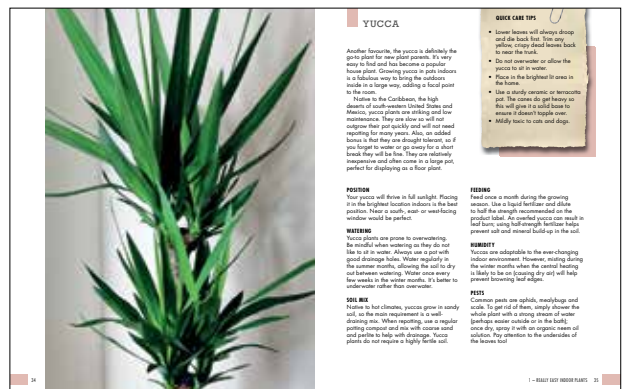 YUCCA
Another favourite, the yucca is definitely the
go-to plant for new plant parents. It's very
easy to find and has become a popular
house plant. Growing yucca in pots indoors
is a fabulous way to bring the outdoors
inside in a large way, adding a focal point
to the room.
Native to the Caribbean, the high
deserts of south-western United States and
Mexico, yucca plants are striking and low
maintenance. They are slow so will not
outgrow their pot quickly and will not need
repotting for many years. Also, an added
bonus is that they are drought tolerant, so if
you forget to water or go away for a short
break they will be fine. They are relatively
inexpensive and often come in a large pot,
perfect for displaying as a floor plant.
QUICK CARE TIPS
• Lower leaves will always droop
and die back first. Trim any
yellow, crispy dead leaves back
to near the trunk.
• Do not overwater or allow the
yucca to sit in water.
• Place in the brightest lit area in
the home.
• Use a sturdy ceramic or terracotta
pot. The canes do get heavy so
this will give it a solid base to
ensure it doesn't topple over.
• Mildly toxic to cats and dogs.
POSITION
Your yucca will thrive in full sunlight. Placing
it in the brightest location indoors is the best
position. Near a south-, east- or west-facing
window would be perfect.
WATERING
Yucca plants are prone to overwatering.
Be mindful when watering as they do not
like to sit in water. Always use a pot with
good drainage holes. Water regularly in
the summer months, allowing the soil to dry
out between watering. Water once every
few weeks in the winter months. It's better to
underwater rather than overwater.
SOIL MIX
Native to hot climates, yuccas grow in sandy
soil, so the main requirement is a well-
draining mix. When repotting, use a regular
potting compost and mix with coarse sand
and perlite to help with drainage. Yucca
plants do not require a highly fertile soil.
FEEDING
Feed once a month during the growing
season. Use a liquid fertilizer and dilute
to half the strength recommended on the
product label. An overfed yucca can result in
leaf burn; using half-strength fertilizer helps
prevent salt and mineral build-up in the soil.
HUMIDITY
Yuccas are adaptable to the ever-changing
indoor environment. However, misting during
the winter months when the central heating
is likely to be on (causing dry air) will help
prevent browning leaf edges.
PESTS
Common pests are aphids, mealybugs and
scale. To get rid of them, simply shower the
whole plant with a strong stream of water
(perhaps easier outside or in the bath);
once dry, spray it with an organic neem oil
solution. Pay attention to the undersides of
the leaves too!
34
1 – REALLY EASY INDOOR PLANTS 35